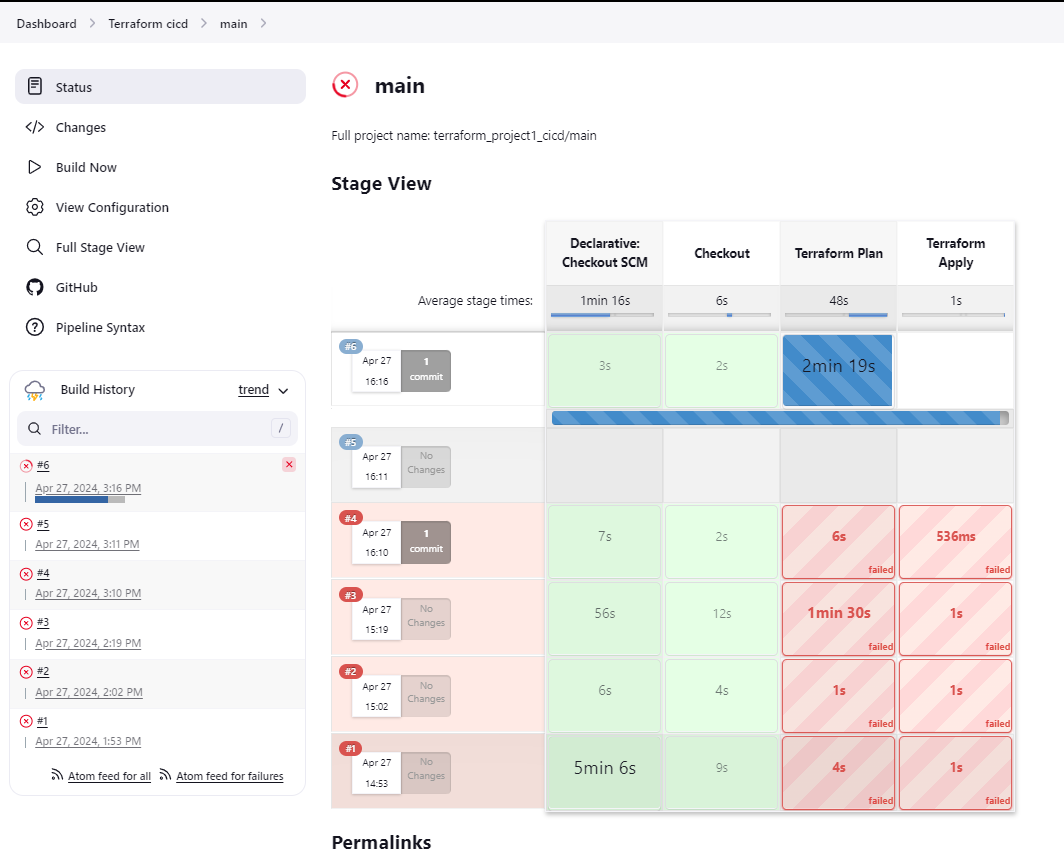 Dashboard > Terraform cicd > main >
Status
Changes
Build Now
View Configuration
Full Stage View
GitHub
Pipeline Syntax
Build History trend
Filter... /
#6
Apr 27, 2024, 3:16 PM
#5
Apr 27, 2024, 3:11 PM
#4
Apr 27, 2024, 3:10 PM
#3
Apr 27, 2024, 2:19 PM
#2
Apr 27, 2024, 2:02 PM
#1
Apr 27, 2024, 1:53 PM
Atom feed for all Atom feed for failures
main
Full project name: terraform_project1_cicd/main
Stage View
Declarative:
Checkout SCM
Checkout
Terraform Plan
Terraform
Apply
Average stage times:
1min 16s
6s
48s
1s
#6
Apr 27
16:16
1
commit
3s
2s
2min 19s
#5
Apr 27
16:11
No
Changes
#4
Apr 27
16:10
1
commit
7s
2s
6s
failed
536ms
failed
#3
Apr 27
15:19
No
Changes
56s
12s
1min 30s
failed
1s
failed
#2
Apr 27
15:02
No
Changes
6s
4s
1s
failed
1s
failed
#1
Apr 27
14:53
No
Changes
5min 6s
9s
4s
failed
1s
failed
Permalinks